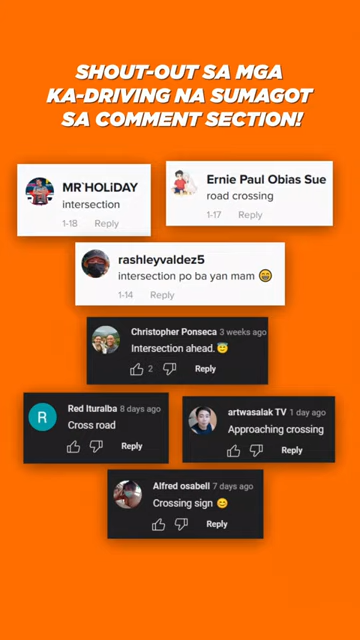 SHOUT-OUT SA MGA
KA-DRIVING NA SUMAGOT
SA COMMENT SECTION!
MR`HOLiDAY
intersection
1-18 Reply
Ernie Paul Obias Sue
road crossing
1-17 Reply
rashleyvaldez5
intersection po ba yan mam 😄
1-14 Reply
Christopher Ponseca 3 weeks ago
Intersection ahead. 😇
2 Reply
R
Red Ituralba 8 days ago
Cross road
Reply
artwasalak TV 1 day ago
Approaching crossing
Reply
Alfred osabell 7 days ago
Crossing sign 😊
Reply